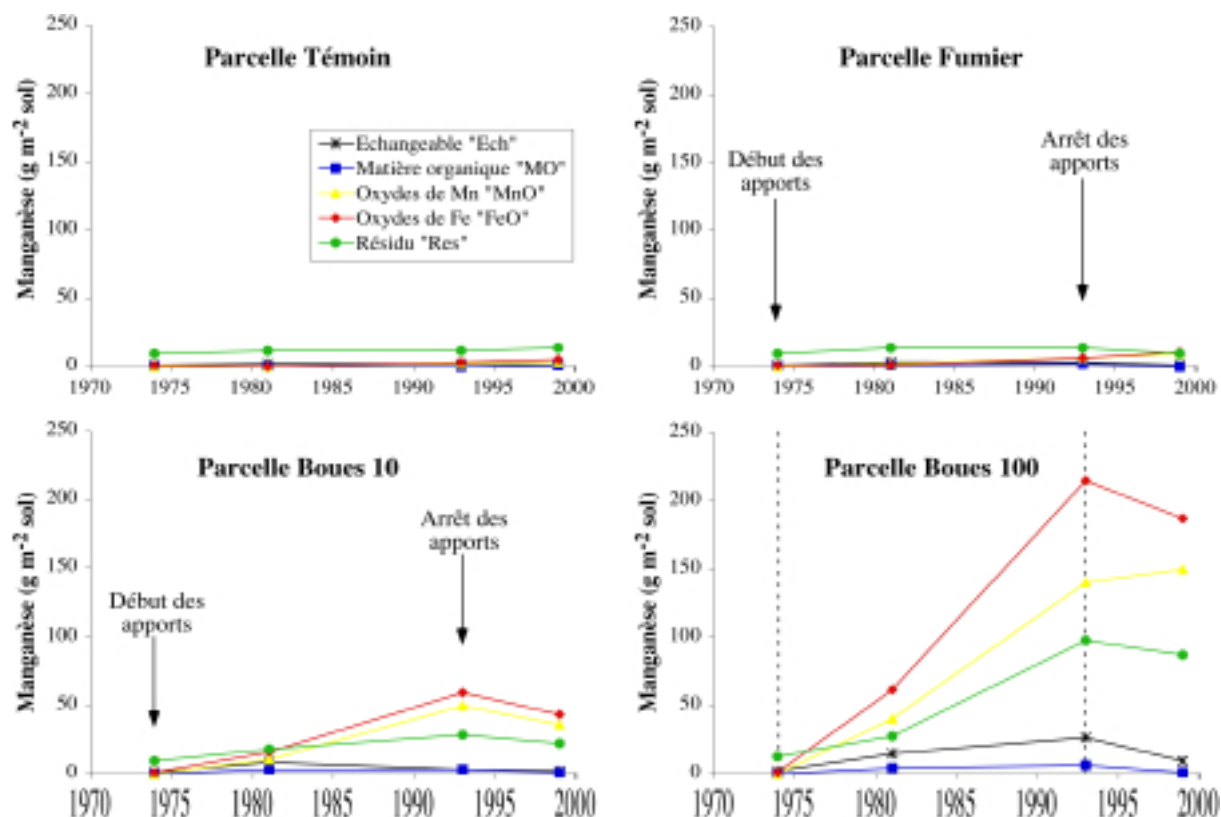 Parcelle Témoin
Manganèse (g m-2 sol)
250
200
150
100
50
0
Echangeable "Ech"
Matière organique "MO"
Oxydes de Mn "MnO"
Oxydes de Fe "FeO"
Résidu "Res"
1970 1975 1980 1985 1990 1995 2000
Parcelle Fumier
Manganèse (g m-2 sol)
250
200
150
100
50
0
Début des
apports
Arrêt des
apports
1970 1975 1980 1985 1990 1995 2000
Parcelle Boues 10
Manganèse (g m-2 sol)
250
200
150
100
50
0
Début des
apports
Arrêt des
apports
1970 1975 1980 1985 1990 1995 2000
Parcelle Boues 100
Manganèse (g m-2 sol)
250
200
150
100
50
0
1970 1975 1980 1985 1990 1995 2000